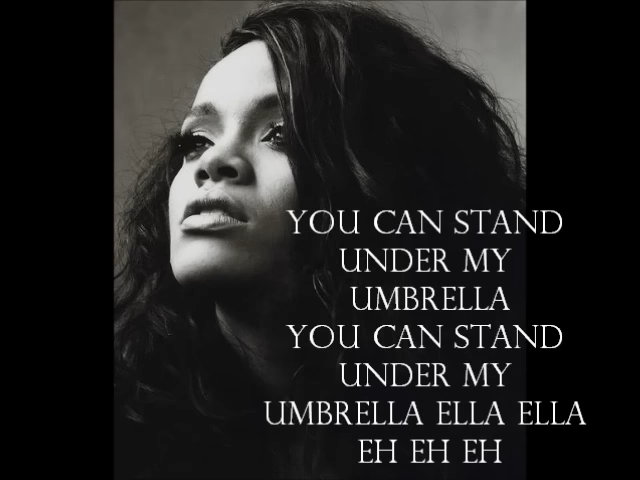 YOU CAN STAND
UNDER MY
UMBRELLA
YOU CAN STAND
UNDER MY
UMBRELLA ELLA ELLA
EH EH EH